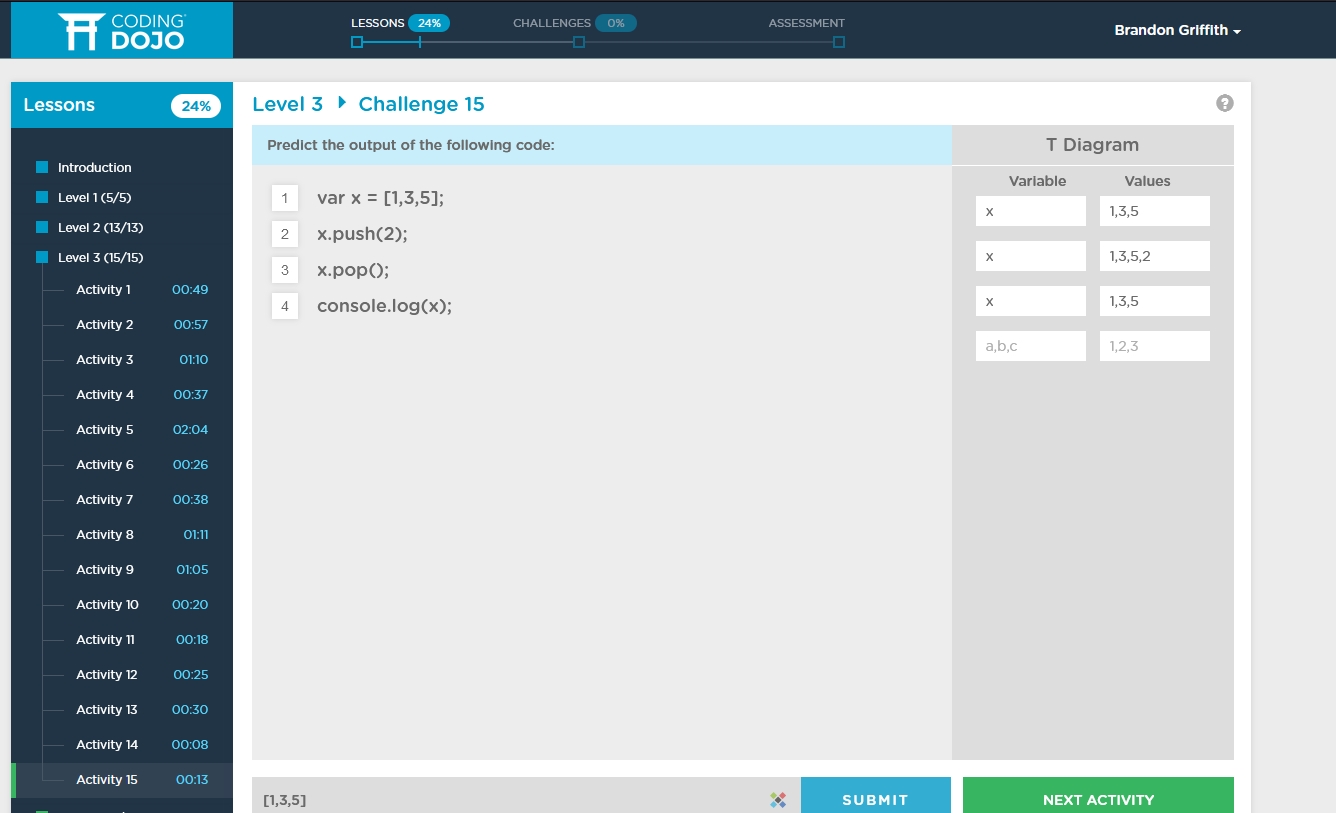 CODING
DOJO
LESSONS 24% CHALLENGES 0% ASSESSMENT
Brandon Griffith
Lessons 24%
Introduction
Level 1 (5/5)
Level 2 (13/13)
Level 3 (15/15)
Activity 1 00:49
Activity 2 00:57
Activity 3 01:10
Activity 4 00:37
Activity 5 02:04
Activity 6 00:26
Activity 7 00:38
Activity 8 01:11
Activity 9 01:05
Activity 10 00:20
Activity 11 00:18
Activity 12 00:25
Activity 13 00:30
Activity 14 00:08
Activity 15 00:13
Level 3 Challenge 15
?
Predict the output of the following code:
1 var x = [1,3,5];
2 x.push(2);
3 x.pop();
4 console.log(x);
T Diagram
Variable Values
x 1,3,5
x 1,3,5,2
x 1,3,5
a,b,c 1,2,3
[1,3,5] SUBMIT NEXT ACTIVITY